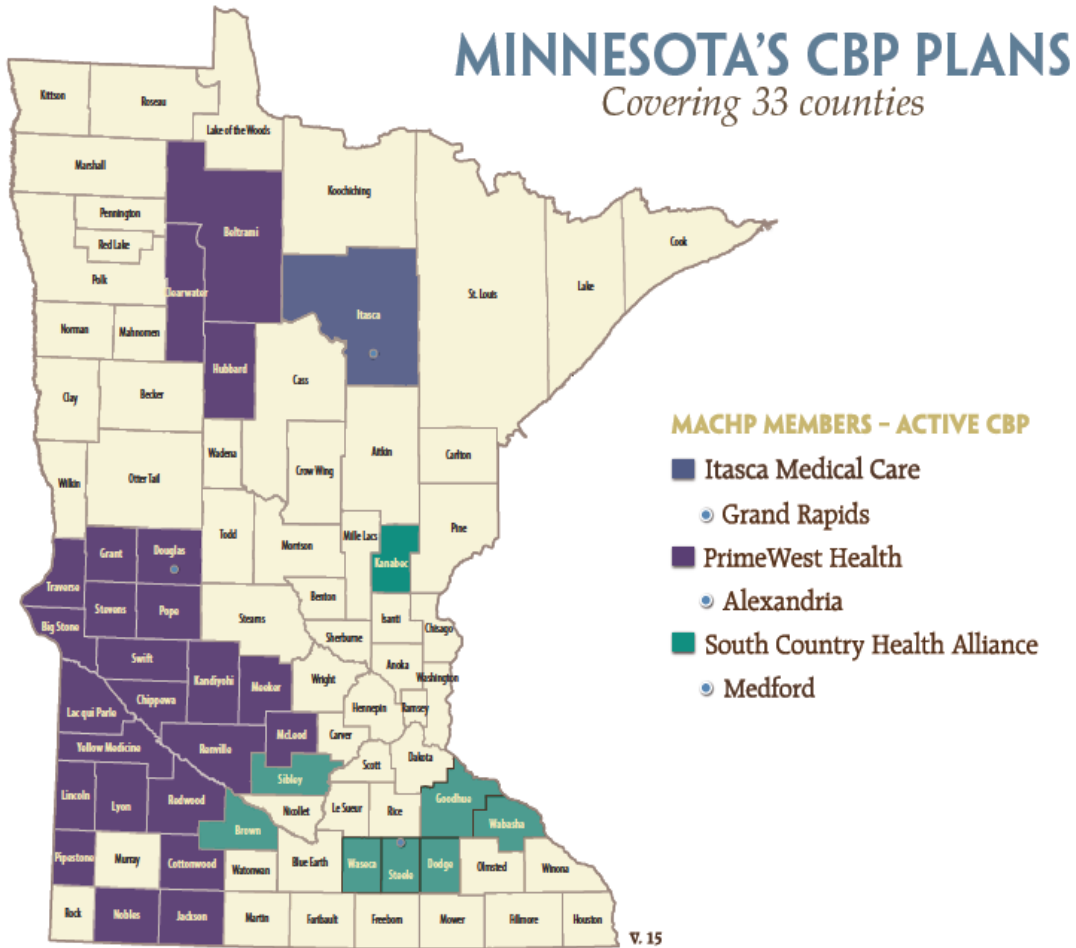 MINNESOTA'S CBP PLANS
Covering 33 counties
Kittson
Roseau
Lake of the Woods
Marshall
Koochiching
Pennington
Beltrami
Red Lake
Cook
Polk
Clearwater
St. Louis
Lake
Itasca
Norman
Mahnomen
Hubbard
Cass
Clay
Becker
MACHP MEMBERS – ACTIVE CBP
Wadena
Aitkin
Carlton
Crow Wing
Itasca Medical Care
Wilkin
Otter Tail
Grand Rapids
Todd
Morrison
Mille Lacs
Pine
Grant
Douglas
Kanabec
PrimeWest Health
Traverse
Alexandria
Stevens
Pope
Benton
Big Stone
Stearns
Isanti
Chisago
Sherburne
South Country Health Alliance
Swift
Anoka
Kandiyohi
Meeker
Wright
Washington
Medford
Chippewa
Lac qui Parle
Hennepin
Ramsey
Yellow Medicine
Renville
McLeod
Carver
Dakota
Scott
Sibley
Lincoln
Lyon
Redwood
Goodhue
Nicollet
Le Sueur
Rice
Brown
Wabasha
Pipestone
Murray
Cottonwood
Watonwan
Blue Earth
Waseca
Steele
Dodge
Olmsted
Winona
Rock
Nobles
Jackson
Martin
Faribault
Freeborn
Mower
Fillmore
Houston
V. 15